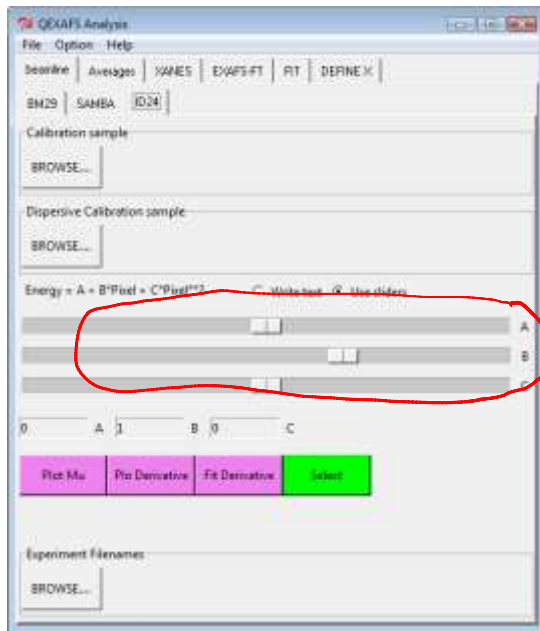 QEXAFS Analysis
File Option Help
beamline Averages XANES EXAFS-FT FIT DEFINE X
BM29 SAMBA ID24
Calibration sample
BROWSE...
Dispersive Calibration sample
BROWSE...
Energy = A + B*Pixel + C*Pixel**2 Write text Use sliders
A
B
C
0 A 1 B 0 C
Plot Mu Plo Derivative Fit Derivative Select
Experiment Filenames
BROWSE...